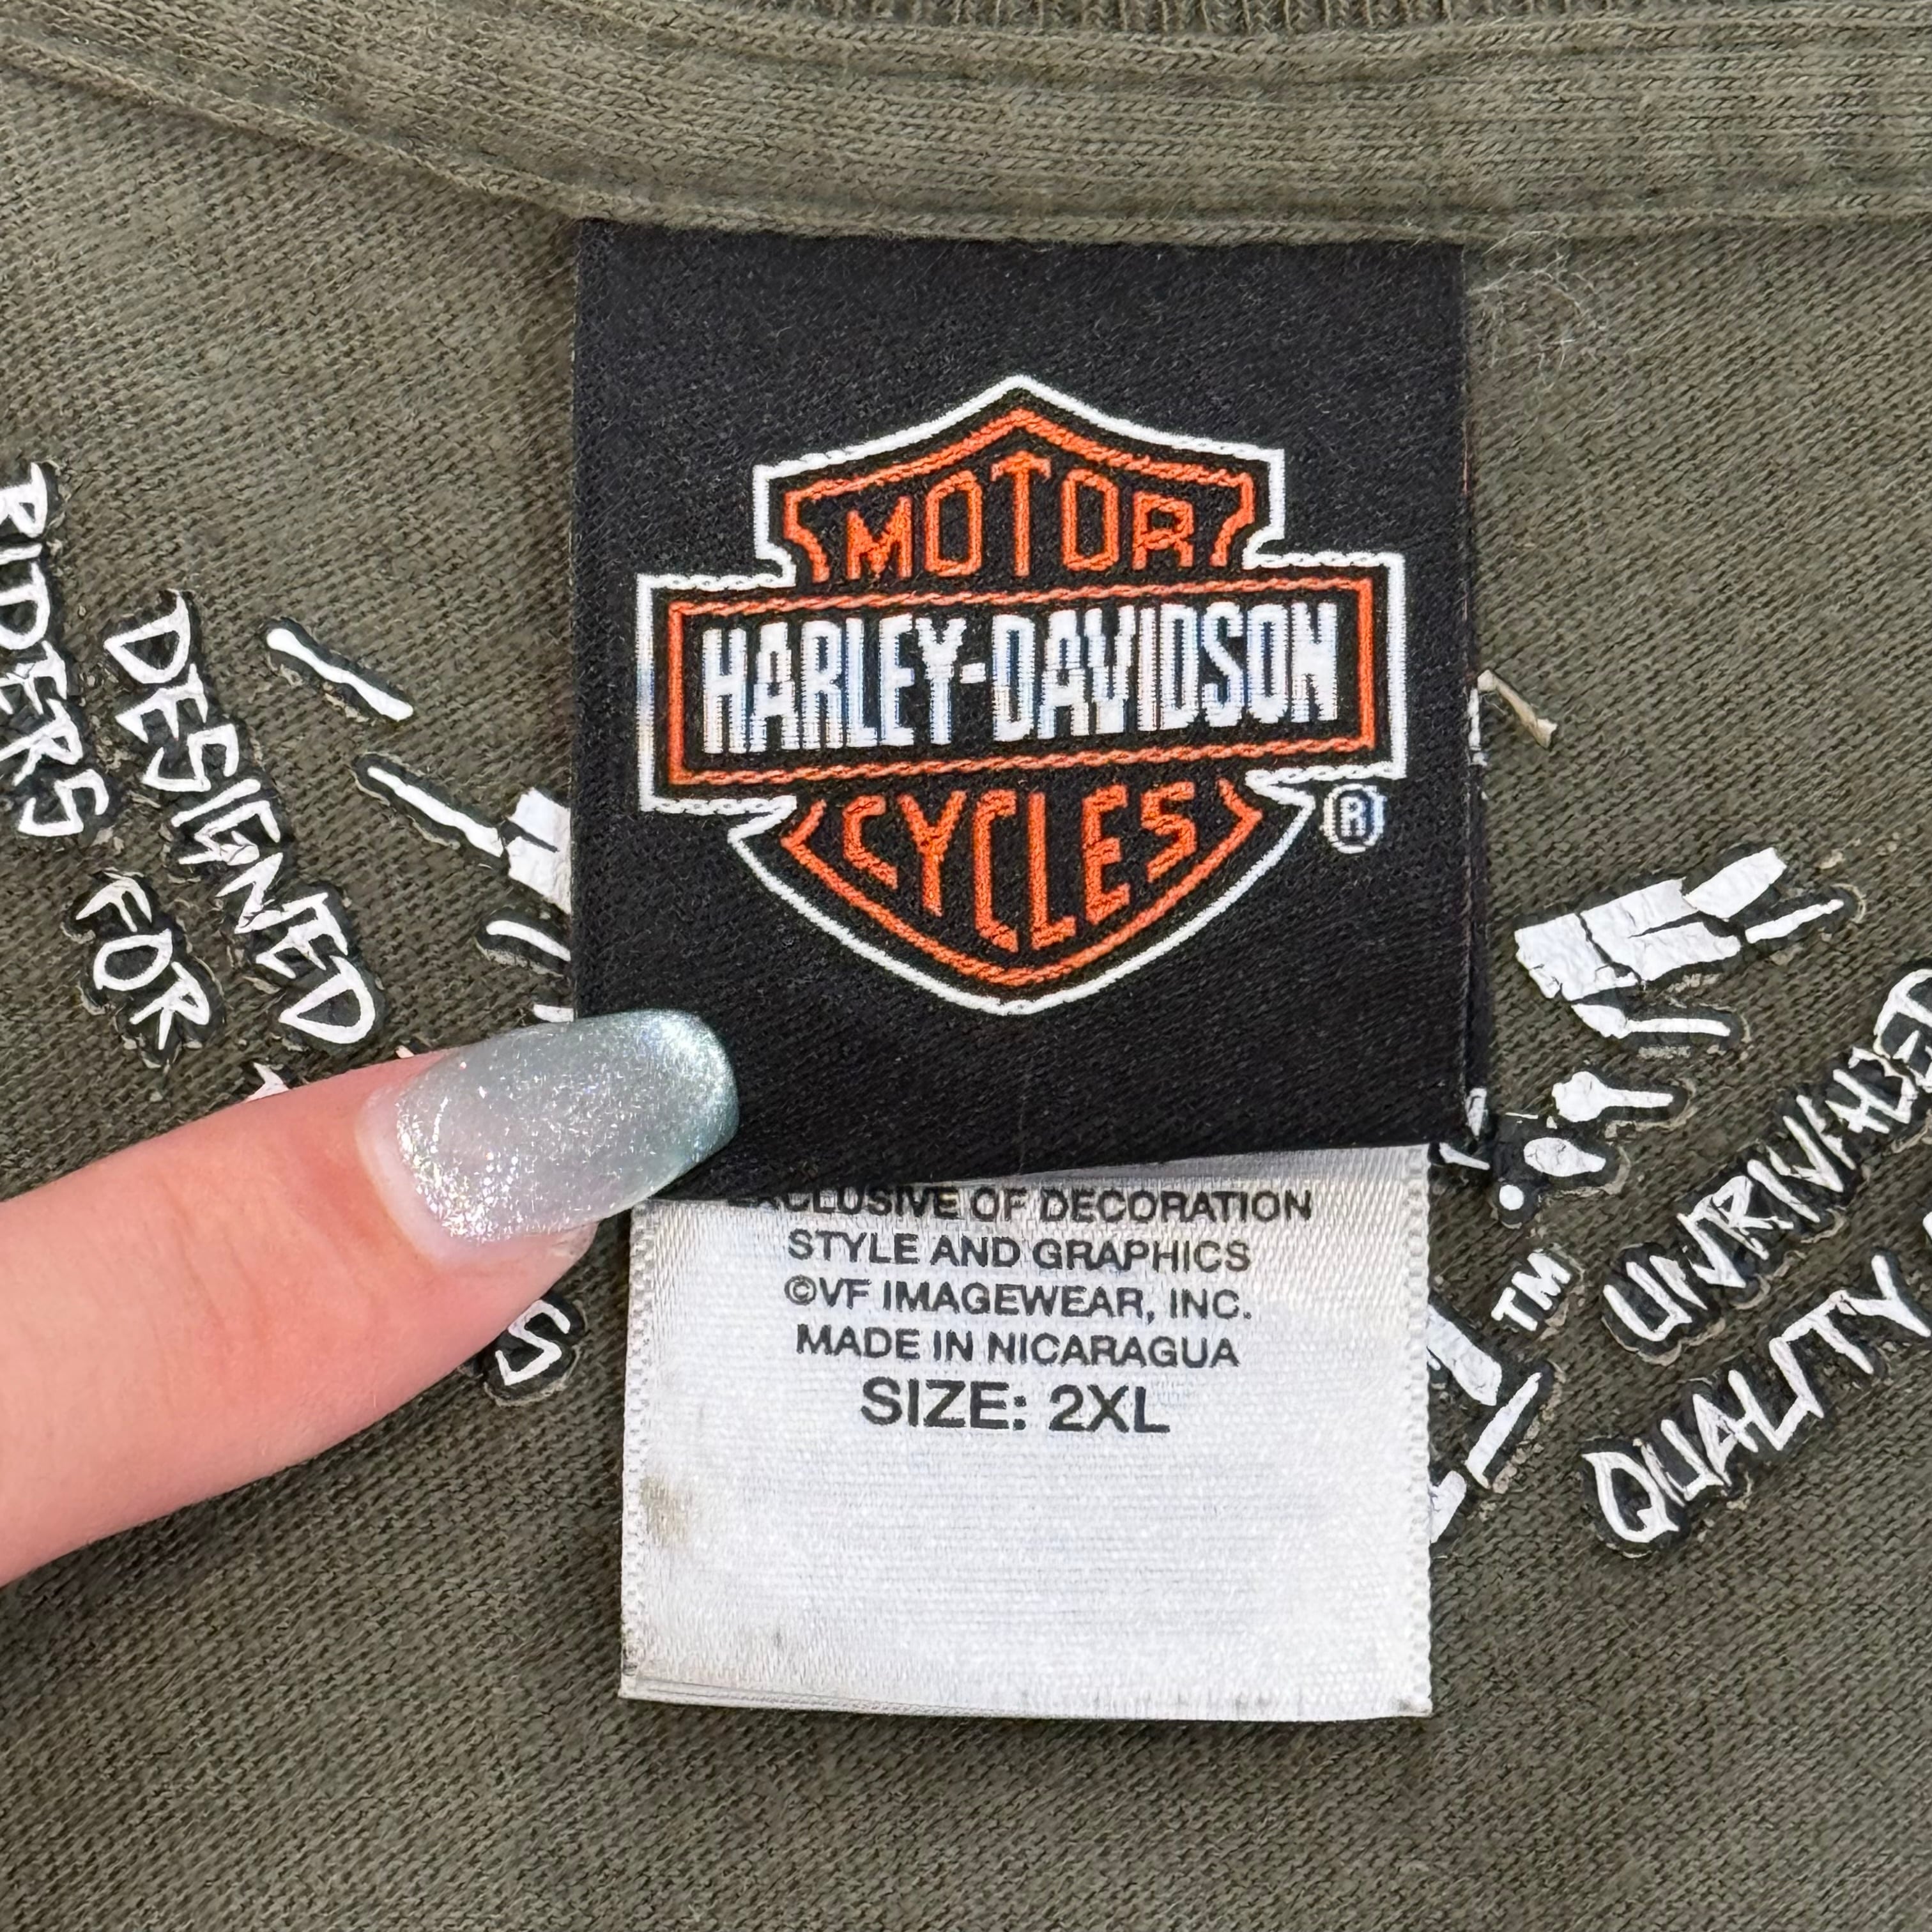 MOTOR
HARLEY-DAVIDSON
CYCLES
®
EXCLUSIVE OF DECORATION
STYLE AND GRAPHICS
©VF IMAGEWEAR, INC.
MADE IN NICARAGUA
SIZE: 2XL
RIDERS
DESIGNED
FOR
S
TM
UNRIVALED
QUALITY